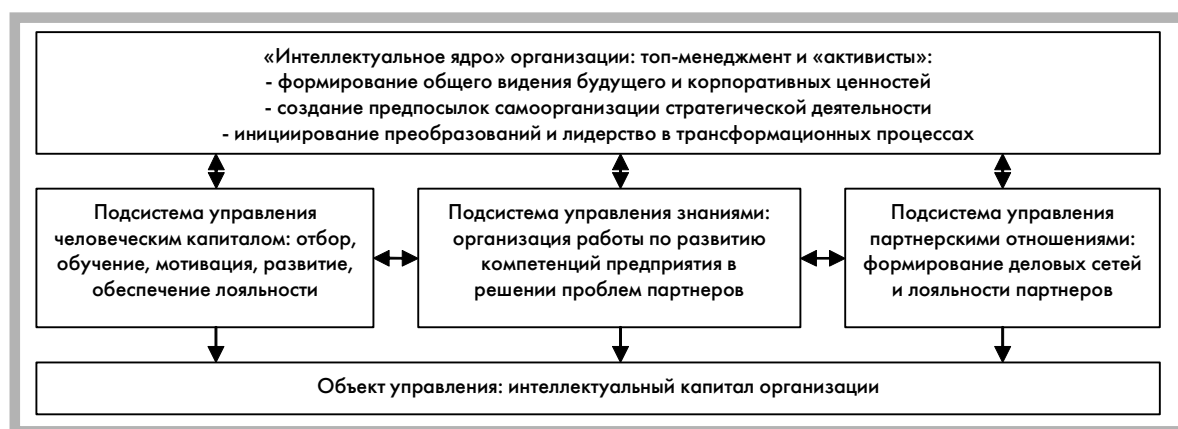 «Интеллектуальное ядро» организации: топ-менеджмент и «активисты»:
- формирование общего видения будущего и корпоративных ценностей
- создание предпосылок самоорганизации стратегической деятельности
- инициирование преобразований и лидерство в трансформационных процессах
Подсистема управления
человеческим капиталом: отбор,
обучение, мотивация, развитие,
обеспечение лояльности
Подсистема управления знаниями:
организация работы по развитию
компетенций предприятия в
решении проблем партнеров
Подсистема управления
партнерскими отношениями:
формирование деловых сетей
и лояльности партнеров
Объект управления: интеллектуальный капитал организации